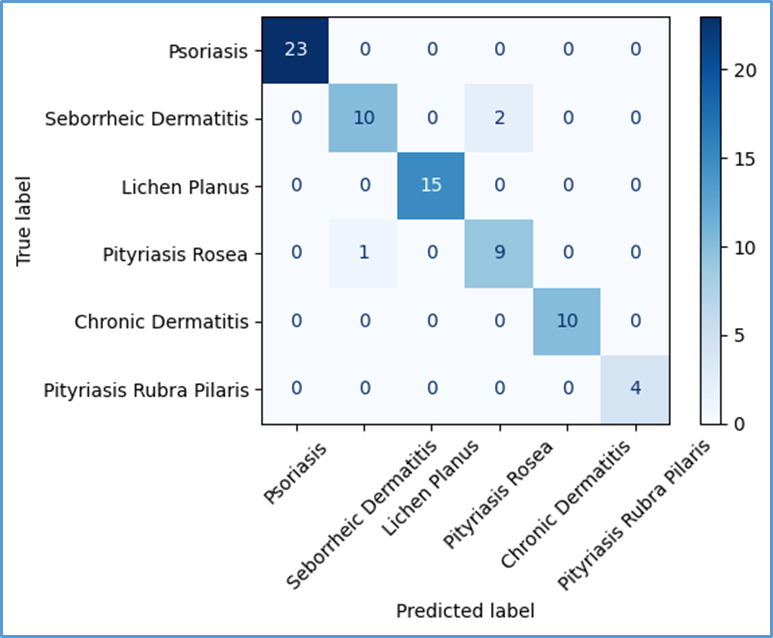 Psoriasis 23 0 0 0 0 0
20
Seborrheic Dermatitis 0 10 0 2 0 0
15
Lichen Planus 0 0 15 0 0 0
True label
Pityriasis Rosea 0 1 0 9 0 0
10
Chronic Dermatitis 0 0 0 0 10 0
5
Pityriasis Rubra Pilaris 0 0 0 0 0 4
0
Psoriasis
Seborrheic Dermatitis
Lichen Planus
Pityriasis Rosea
Chronic Dermatitis
Pityriasis Rubra Pilaris
Predicted label